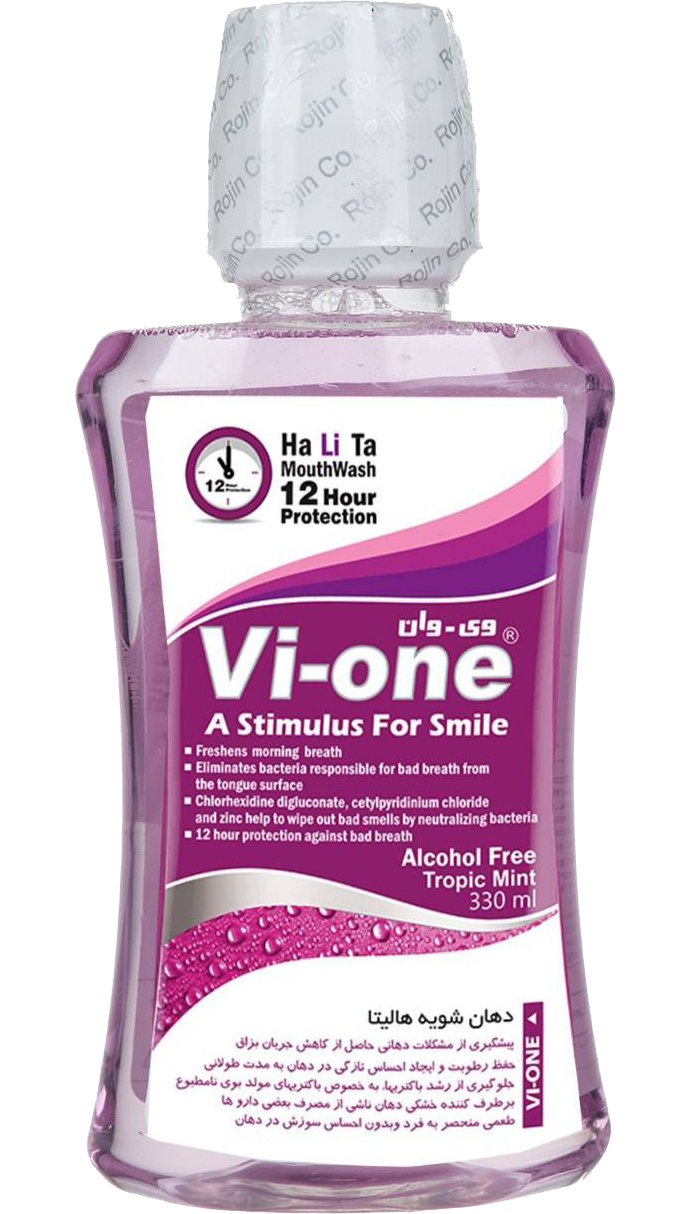 Rojin Co.
Ha Li Ta
MouthWash
12 Hour
Protection
12 Hour
Protection
وی-وان
Vi-one®
A Stimulus For Smile
▪ Freshens morning breath
▪ Eliminates bacteria responsible for bad breath from
the tongue surface
▪ Chlorhexidine digluconate, cetylpyridinium chloride
and zinc help to wipe out bad smells by neutralizing bacteria
▪ 12 hour protection against bad breath
Alcohol Free
Tropic Mint
330 ml
دهان شویه هالیتا
پیشگیری از مشکلات دهانی حاصل از کاهش جریان بزاق
حفظ رطوبت و ایجاد احساس تازگی در دهان به مدت طولانی
جلوگیری از رشد باکتریها، به خصوص باکتریهای مولد بوی نامطبوع
برطرف کننده خشکی دهان ناشی از مصرف بعضی دارو ها
طعمی منحصر به فرد وبدون احساس سوزش در دهان
VI-ONE